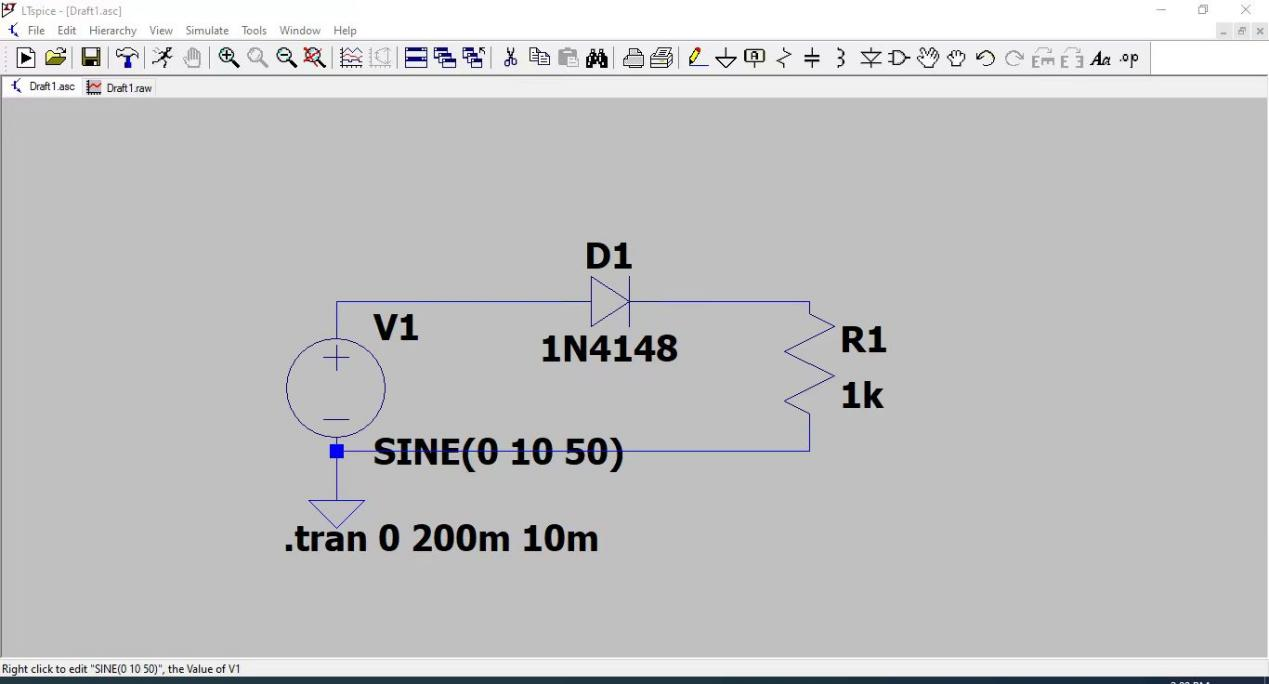 LTspice - [Draft1.asc]
File Edit Hierarchy View Simulate Tools Window Help
Draft1.asc Draft1.raw
D1
V1
1N4148
R1
1k
SINE(0 10 50)
.tran 0 200m 10m
Right click to edit "SINE(0 10 50)", the Value of V1